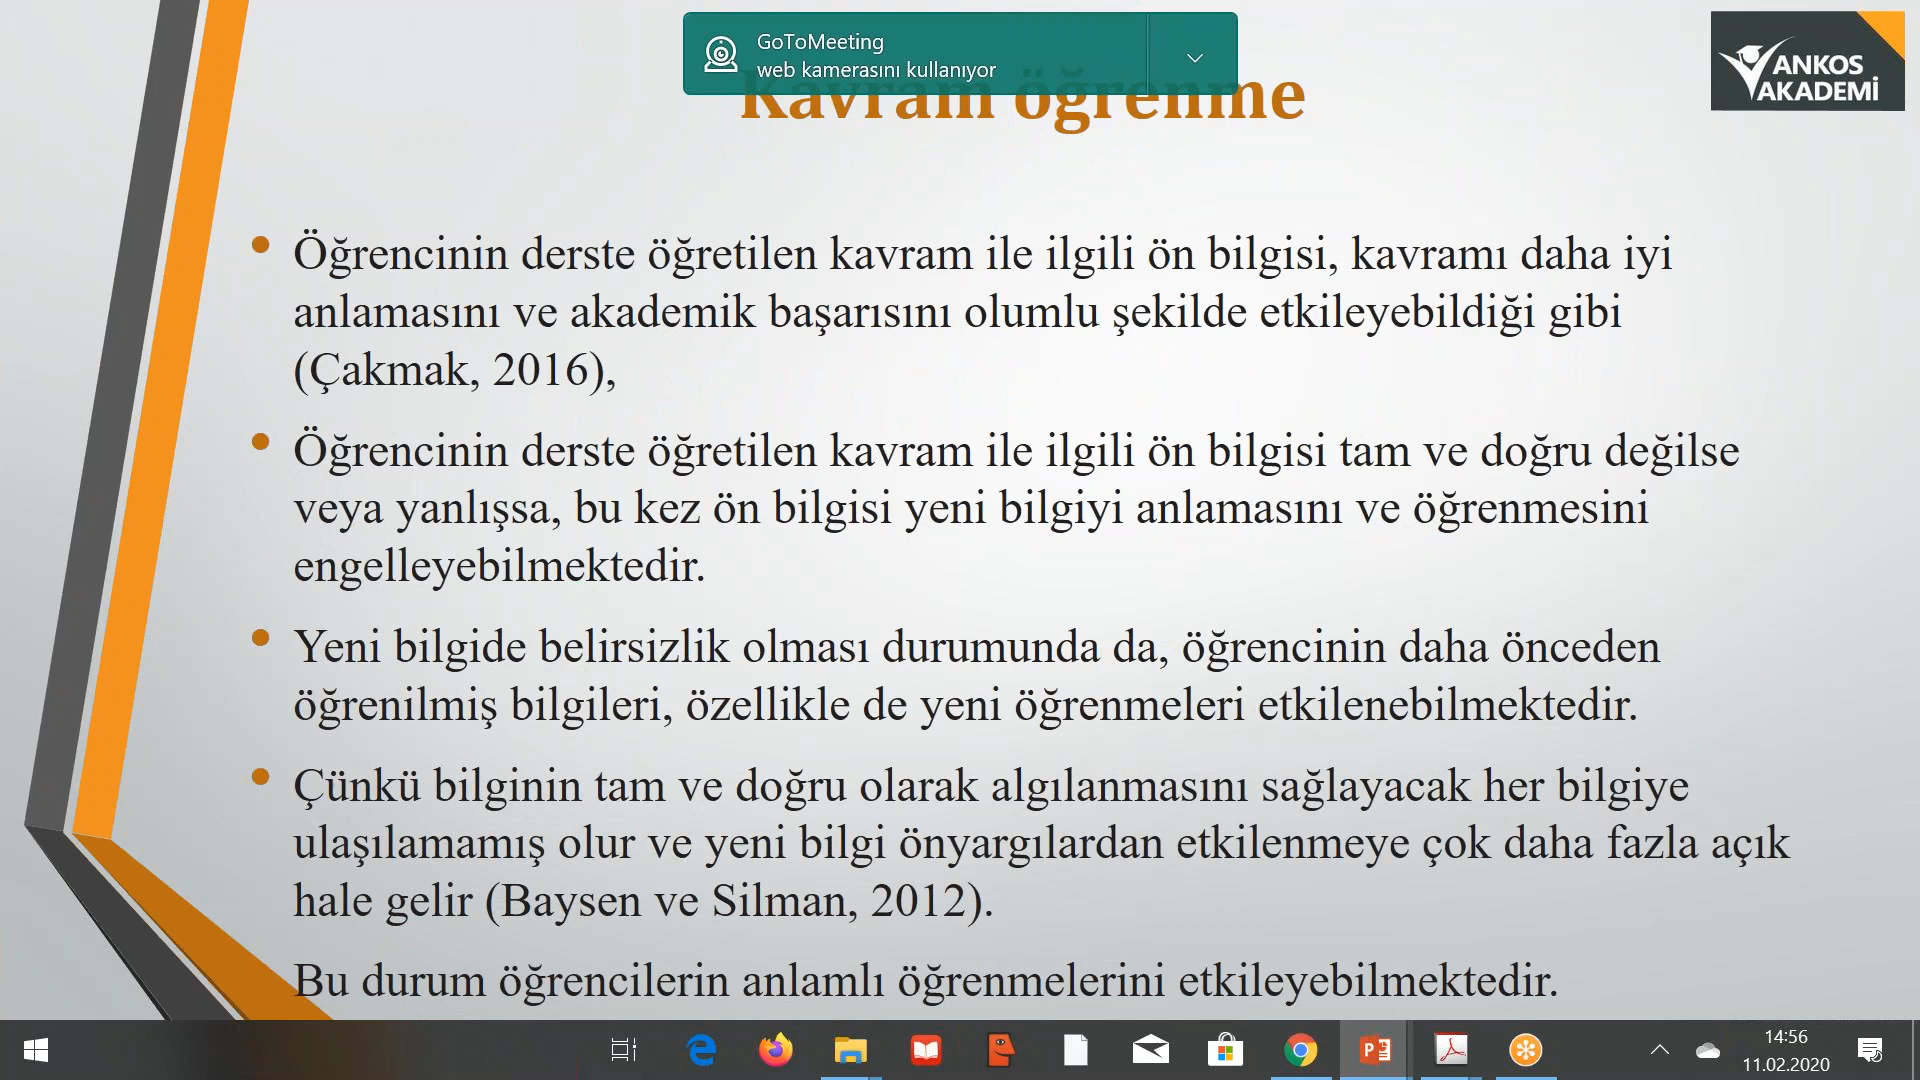 GoToMeeting
web kamerasını kullanıyor
ANKOS
AKADEMİ
Kavram öğrenme
• Öğrencinin derste öğretilen kavram ile ilgili ön bilgisi, kavramı daha iyi
anlamasını ve akademik başarısını olumlu şekilde etkileyebildiği gibi
(Çakmak, 2016),
• Öğrencinin derste öğretilen kavram ile ilgili ön bilgisi tam ve doğru değilse
veya yanlışsa, bu kez ön bilgisi yeni bilgiyi anlamasını ve öğrenmesini
engelleyebilmektedir.
• Yeni bilgide belirsizlik olması durumunda da, öğrencinin daha önceden
öğrenilmiş bilgileri, özellikle de yeni öğrenmeleri etkilenebilmektedir.
• Çünkü bilginin tam ve doğru olarak algılanmasını sağlayacak her bilgiye
ulaşılamamış olur ve yeni bilgi önyargılardan etkilenmeye çok daha fazla açık
hale gelir (Baysen ve Silman, 2012).
Bu durum öğrencilerin anlamlı öğrenmelerini etkileyebilmektedir.
14:56
11.02.2020